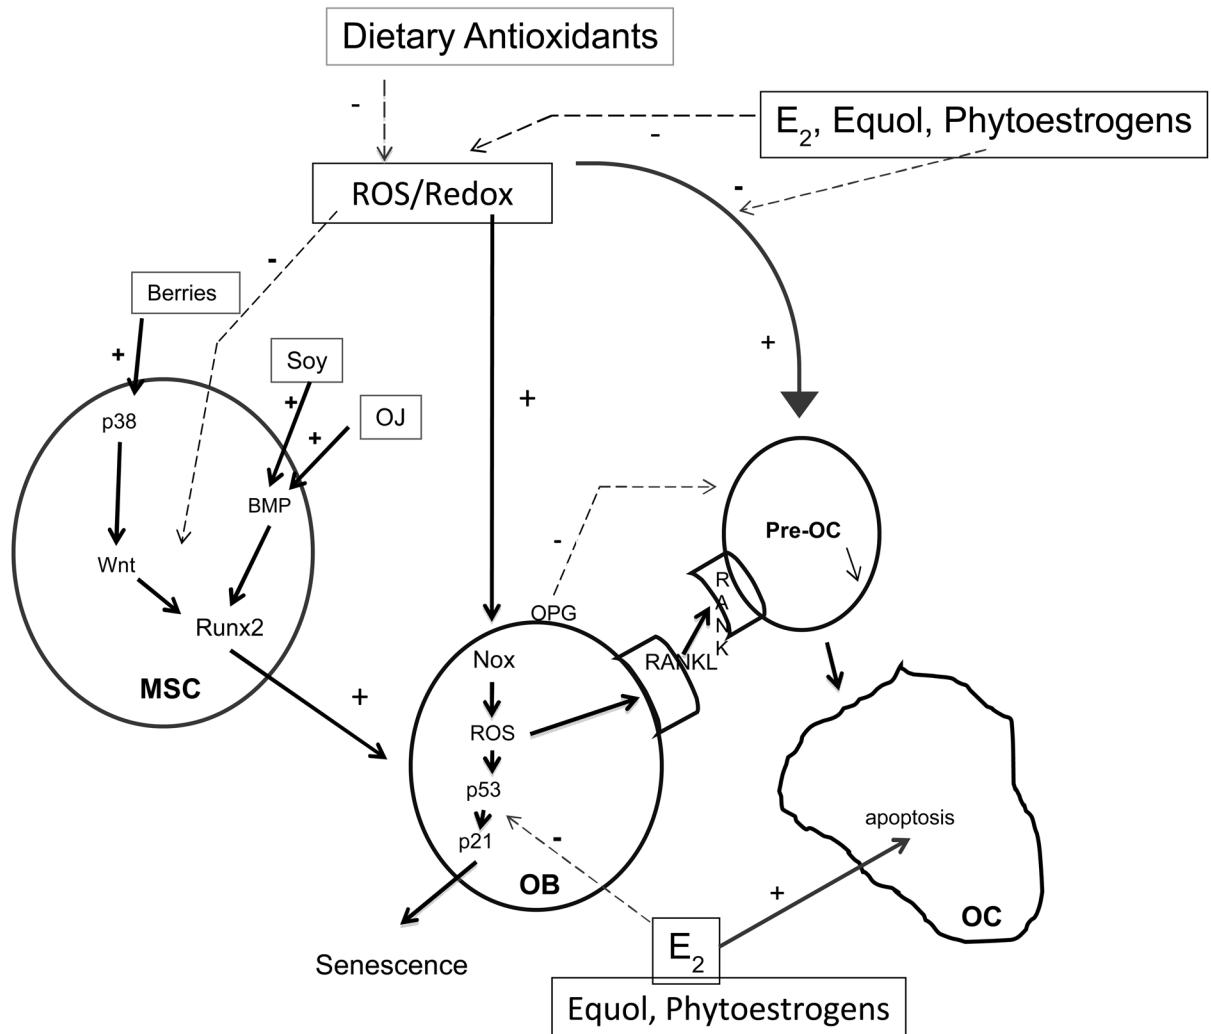 Dietary Antioxidants
-
E2, Equol, Phytoestrogens
-
-
ROS/Redox
-
Berries
+
Soy
+
OJ
+
+
+
p38
BMP
Wnt
Runx2
MSC
+
-
Pre-OC
RANK
OPG
Nox
RANKL
ROS
p53
p21
-
OB
apoptosis
+
OC
E2
Senescence
Equol, Phytoestrogens